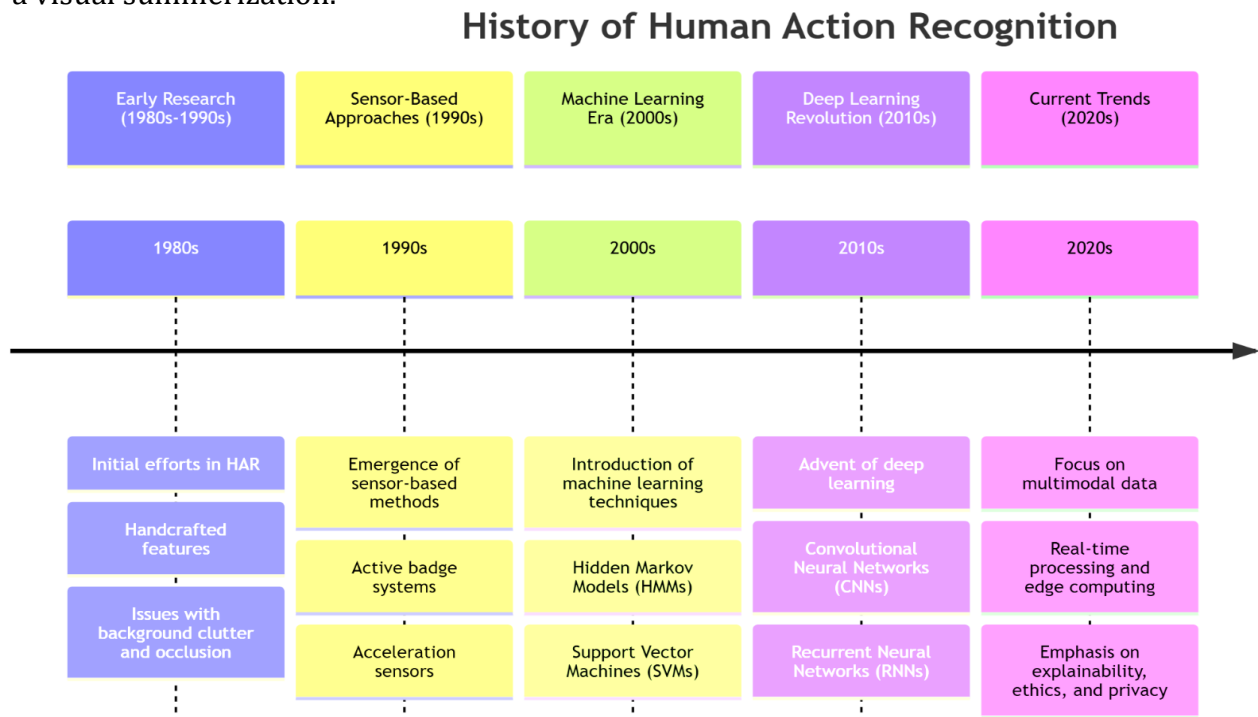 a visual summerization.
History of Human Action Recognition
Early Research
(1980s-1990s)
Sensor-Based
Approaches (1990s)
Machine Learning
Era (2000s)
Deep Learning
Revolution (2010s)
Current Trends
(2020s)
1980s
1990s
2000s
2010s
2020s
Initial efforts in HAR
Handcrafted
features
Issues with
background clutter
and occlusion
Emergence of
sensor-based
methods
Active badge
systems
Acceleration
sensors
Introduction of
machine learning
techniques
Hidden Markov
Models (HMMs)
Support Vector
Machines (SVMs)
Advent of deep
learning
Convolutional
Neural Networks
(CNNs)
Recurrent Neural
Networks (RNNs)
Focus on
multimodal data
Real-time
processing and
edge computing
Emphasis on
explainability,
ethics, and privacy